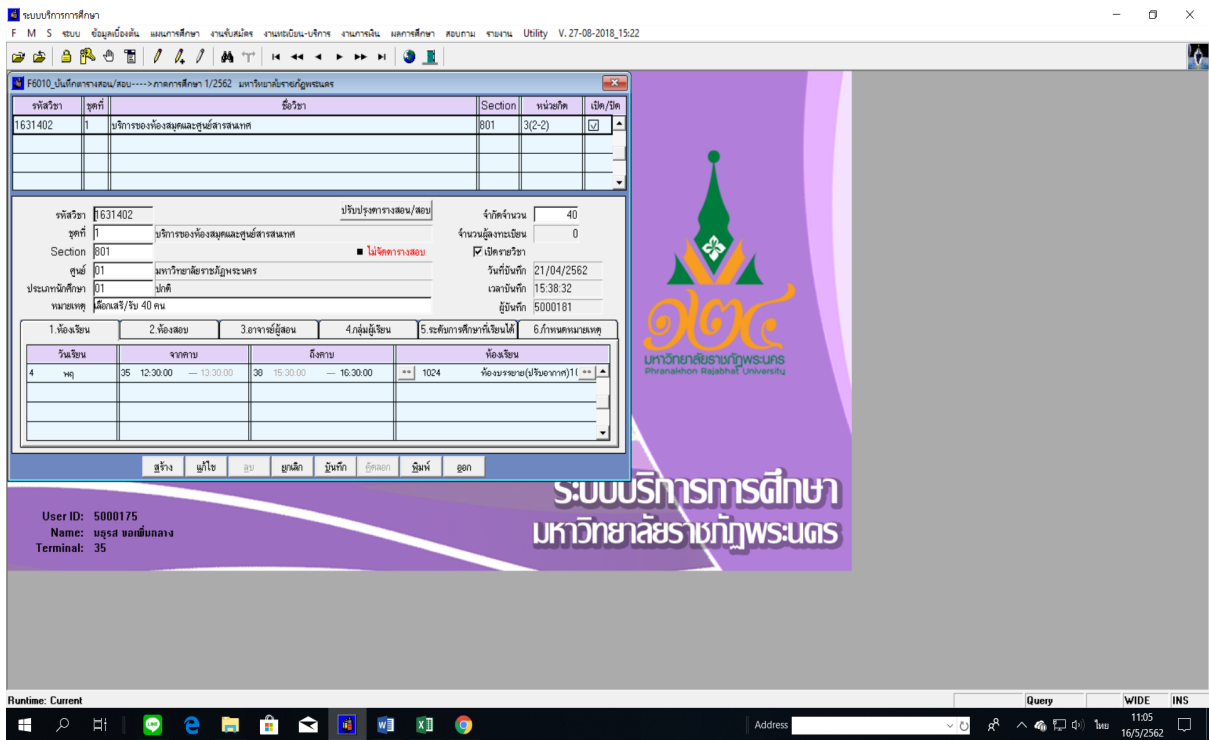 ระบบบริการการศึกษา
F M S ระบบ ข้อมูลเบื้องต้น แผนการศึกษา งานรับสมัคร งานทะเบียน-บริการ งานการเงิน ผลการศึกษา สอบถาม รายงาน Utility V. 27-08-2018_15:22
F6010_บันทึกตารางสอน/สอบ---->ภาคการศึกษา 1/2562 มหาวิทยาลัยราชภัฏพระนคร
รหัสวิชา ชุดที่ ชื่อวิชา Section หน่วยกิต เปิด/ปิด
1631402 1 บริการของห้องสมุดและศูนย์สารสนเทศ 801 3(2-2)
รหัสวิชา 1631402 ปรับปรุงตารางสอน/สอบ จำกัดจำนวน 40
ชุดที่ 1 บริการของห้องสมุดและศูนย์สารสนเทศ จำนวนผู้ลงทะเบียน 0
Section 801 ไม่จัดตารางสอบ เปิดรายวิชา
ศูนย์ 01 มหาวิทยาลัยราชภัฏพระนคร วันที่บันทึก 21/04/2562
ประเภทนักศึกษา 01 ปกติ เวลาบันทึก 15:38:32
หมายเหตุ เลือกเสรี/รับ 40 คน ผู้บันทึก 5000181
1.ห้องเรียน 2.ห้องสอบ 3.อาจารย์ผู้สอน 4.กลุ่มผู้เรียน 5.ระดับการศึกษาที่เรียนได้ 6.กำหนดหมายเหตุ
วันเรียน จากคาบ ถึงคาบ ห้องเรียน
4 พฤ 35 12:30:00 — 13:30:00 38 15:30:00 — 16:30:00 ** 1024 ห้องบรรยาย(ปรับอากาศ)1( **
สร้าง แก้ไข ลบ ยกเลิก บันทึก คัดลอก พิมพ์ ออก
๑๒๔
มหาวิทยาลัยราชภัฏพระนคร
Phranakhon Rajabhat University
ระบบบริการการศึกษา
มหาวิทยาลัยราชภัฏพระนคร
User ID: 5000175
Name: มธุรส ขอเพิ่มกลาง
Terminal: 35
Runtime: Current Query WIDE INS
Address ไทย 11:05
16/5/2562